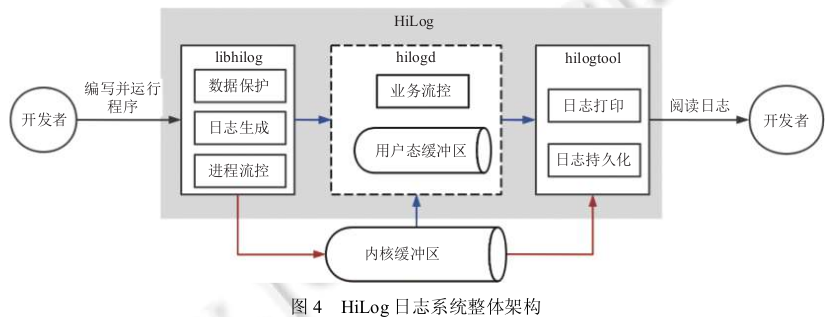 HiLog
libhilog
数据保护
日志生成
进程流控
hilogd
业务流控
用户态缓冲区
hilogtool
日志打印
日志持久化
开发者
编写并运行
程序
阅读日志
开发者
内核缓冲区
图 4 HiLog 日志系统整体架构